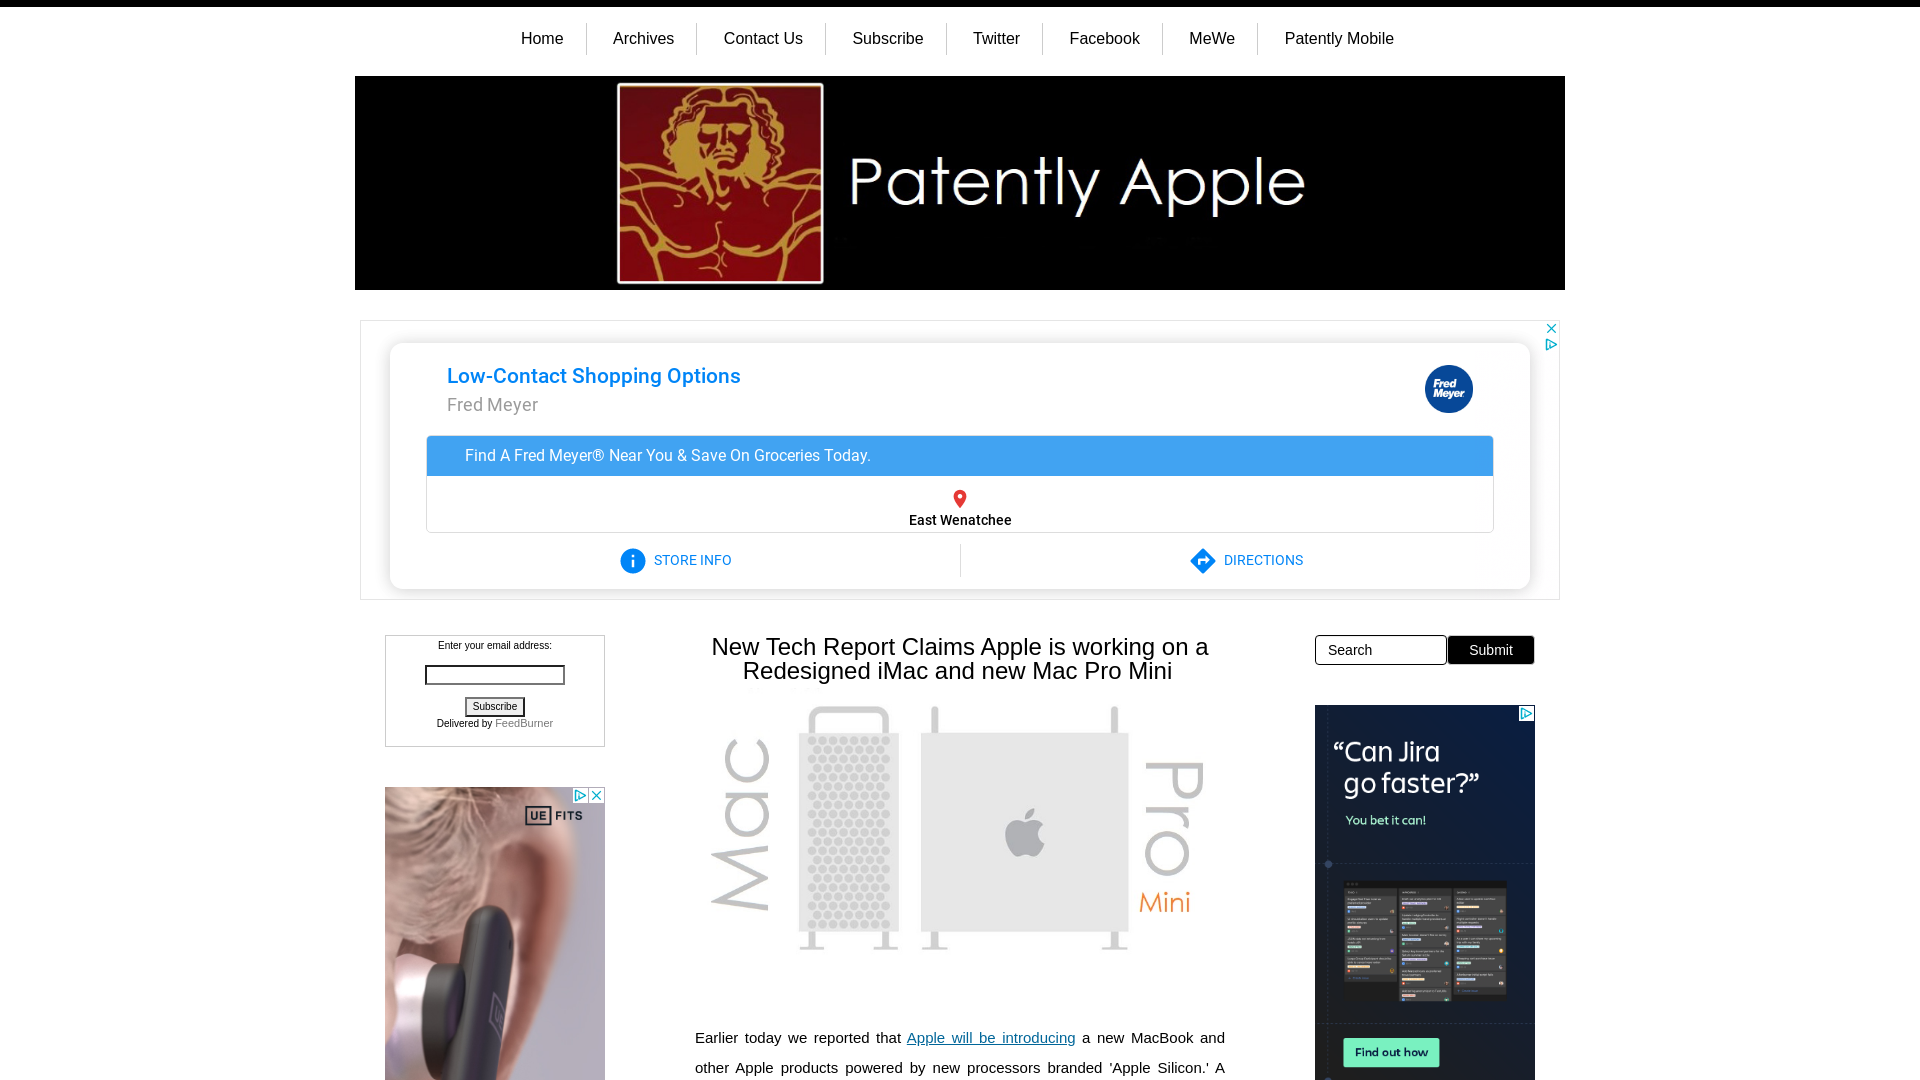 Home
Archives
Contact Us
Subscribe
Twitter
Facebook
MeWe
Patently Mobile
Patently Apple
Low-Contact Shopping Options
Fred Meyer
Fred
Meyer
Find A Fred Meyer® Near You & Save On Groceries Today.
East Wenatchee
STORE INFO
DIRECTIONS
Enter your email address:
Subscribe
Delivered by FeedBurner
UE FITS
UE
New Tech Report Claims Apple is working on a
Redesigned iMac and new Mac Pro Mini
Mac
Pro
Mini
Earlier today we reported that Apple will be introducing a new MacBook and
other Apple products powered by new processors branded 'Apple Silicon.' A
Search
Submit
“Can Jira
go faster?”
You bet it can!
Find out how